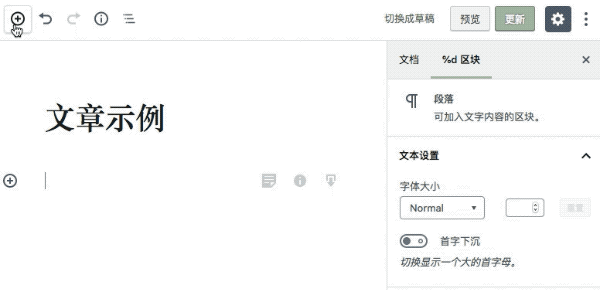 切换成草稿 预览 更新
文档 %d 区块
段落
可加入文字内容的区块。
文章示例
文本设置
字体大小
Normal
首字下沉
切换显示一个大的首字母。